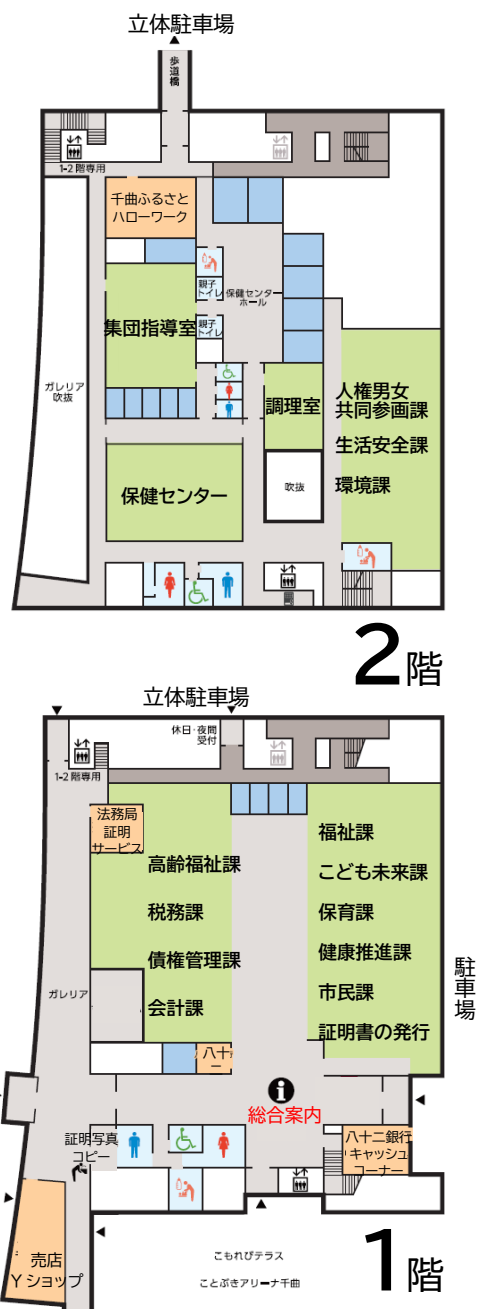 立体駐車場
歩道橋
1-2階専用
千曲ふるさと
ハローワーク
親子
トイレ
保健センター
ホール
集団指導室
親子
トイレ
ガレリア
吹抜
調理室
人権男女
共同参画課
生活安全課
環境課
保健センター
吹抜
2階
立体駐車場
休日・夜間
受付
1-2階専用
法務局
証明
サービス
高齢福祉課
税務課
債権管理課
会計課
福祉課
こども未来課
保育課
健康推進課
市民課
証明書の発行
駐車場
ガレリア
八十
二
総合案内
証明写真
コピー
八十二銀行
キャッシュ
コーナー
売店
Yショップ
こもれびテラス
ことぶきアリーナ千曲
1階